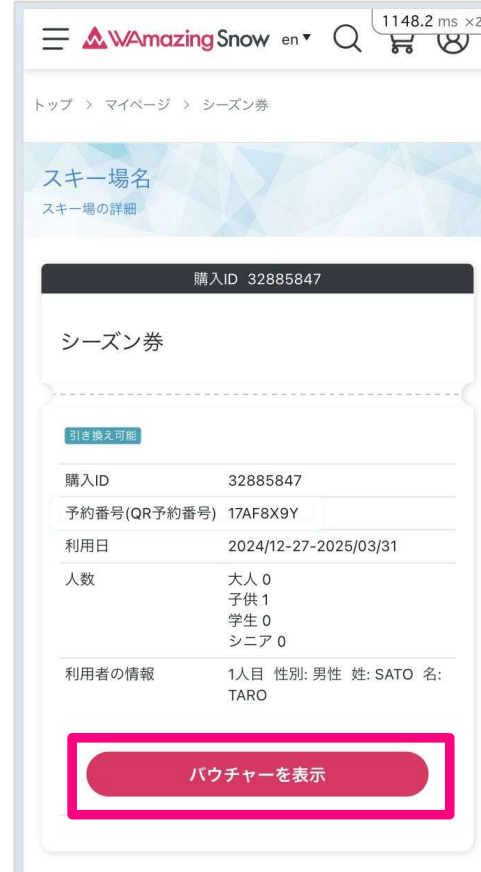 WAmazing Snow en▼
1148.2 ms ×2
トップ > マイページ > シーズン券
スキー場名
スキー場の詳細
購入ID 32885847
シーズン券
引き換え可能
購入ID 32885847
予約番号(QR予約番号) 17AF8X9Y
利用日 2024/12-27-2025/03/31
人数 大人 0
子供 1
学生 0
シニア 0
利用者の情報 1人目 性別: 男性 姓: SATO 名:
TARO
バウチャーを表示